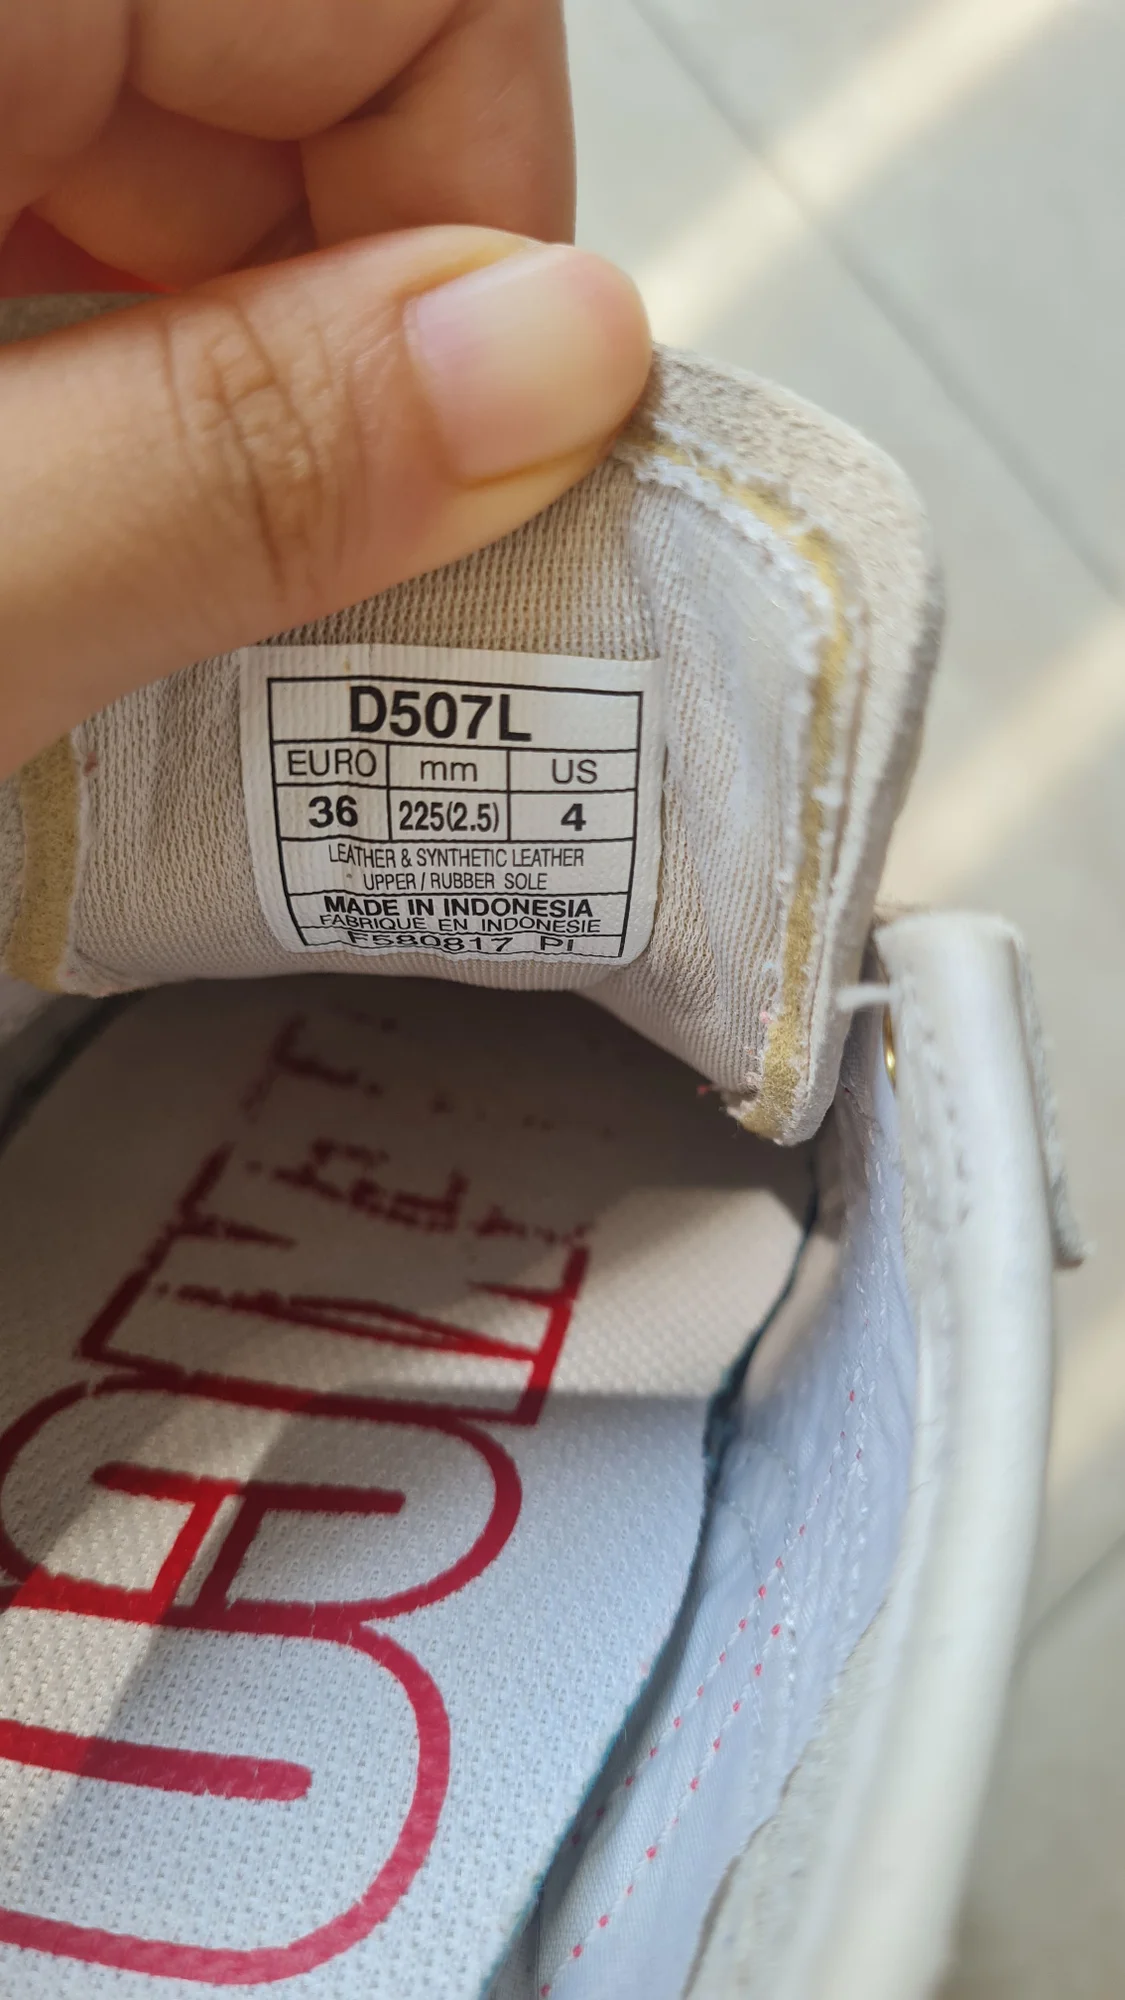 D507L
EURO mm US
36 225(2.5) 4
LEATHER & SYNTHETIC LEATHER
UPPER / RUBBER SOLE
MADE IN INDONESIA
FABRIQUE EN INDONESIE
F580817 PI